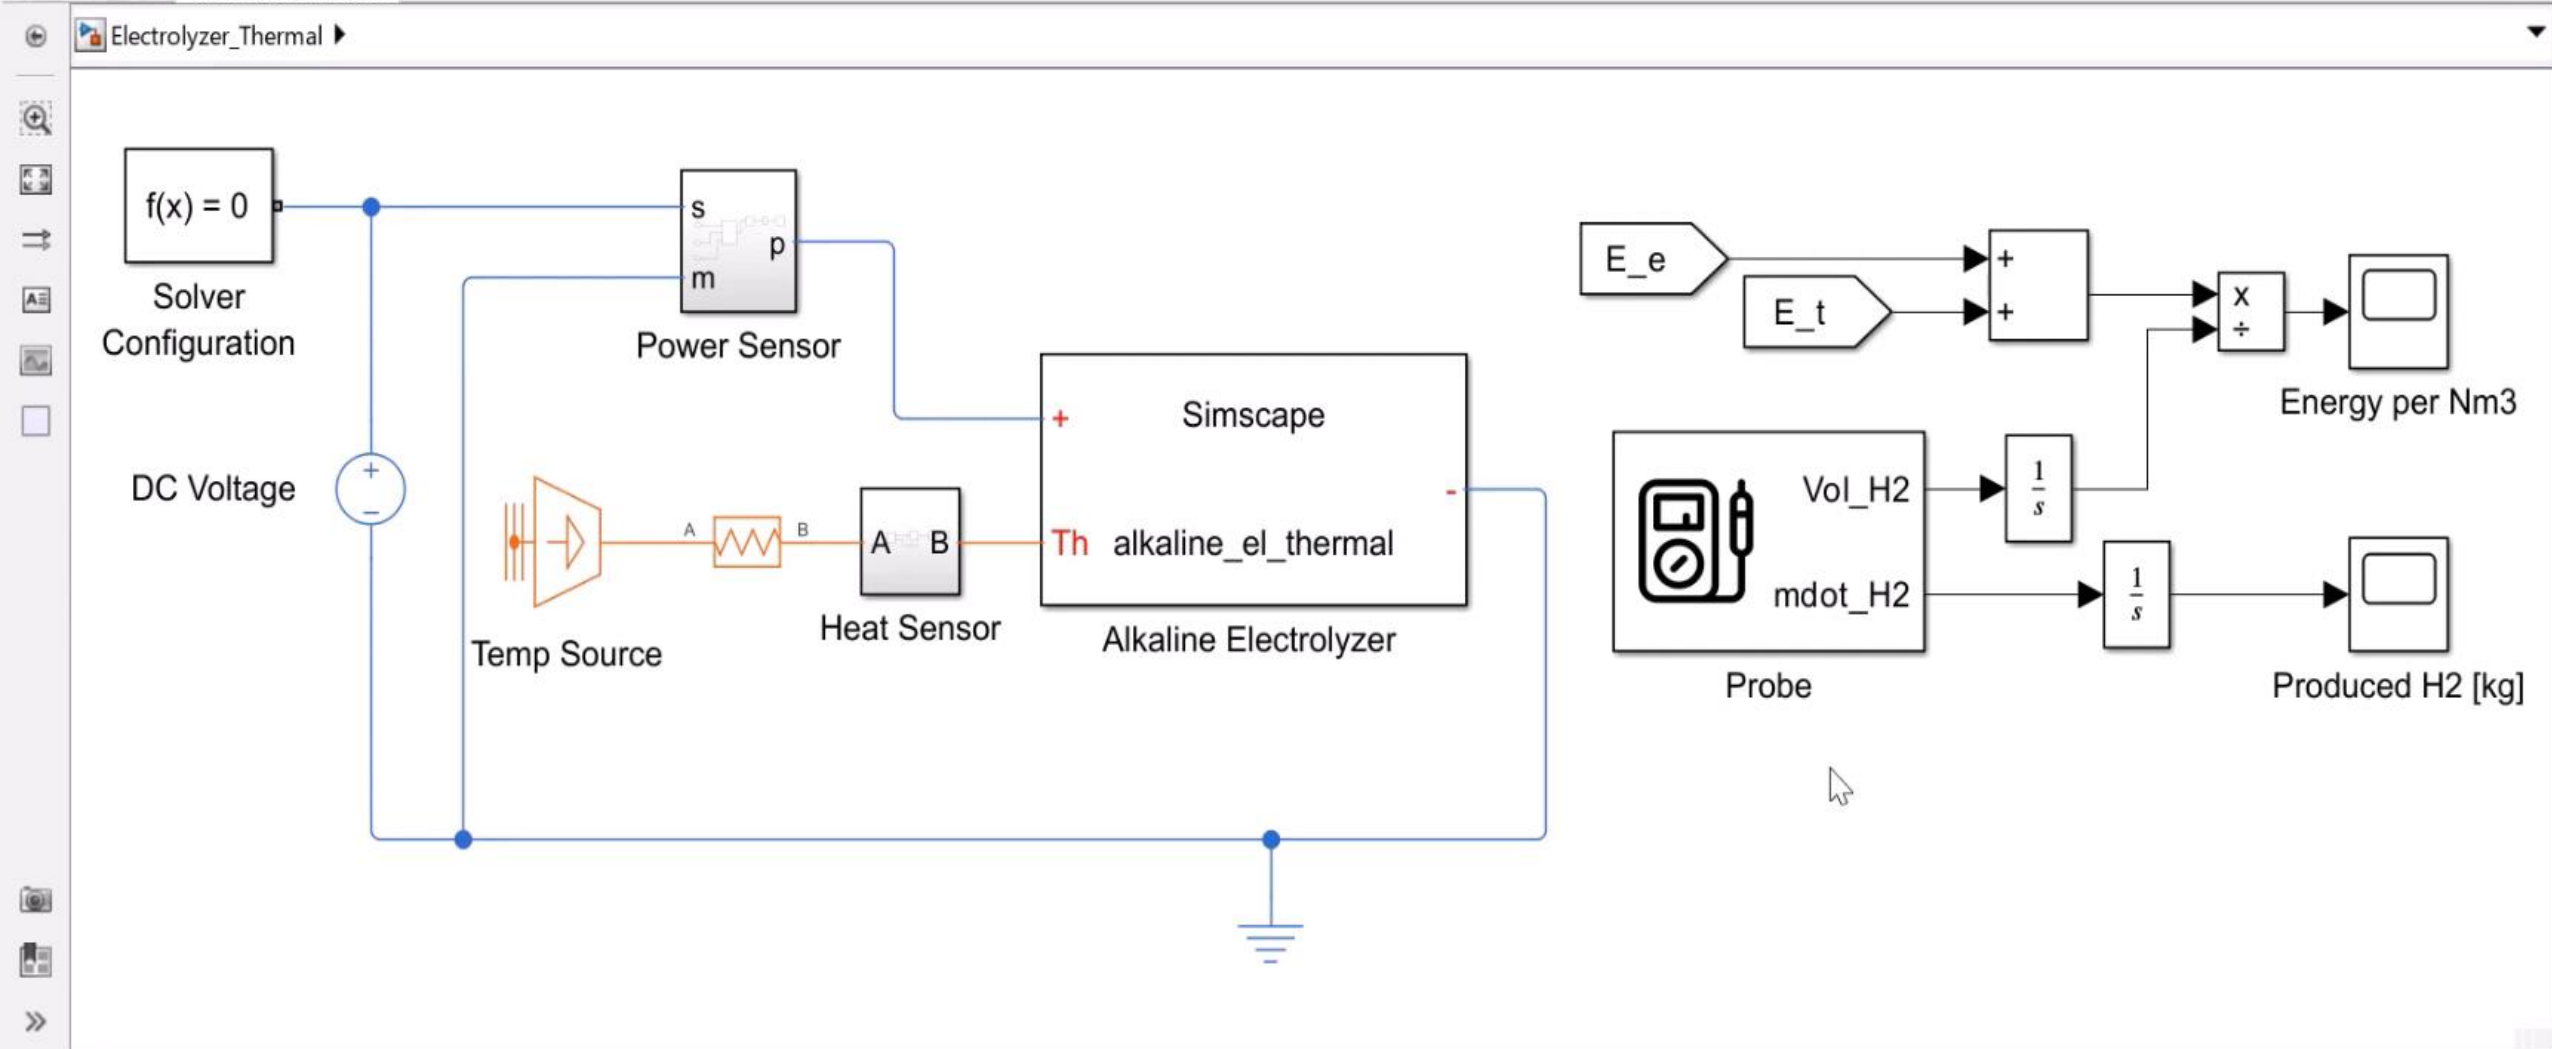 Electrolyzer_Thermal
f(x) = 0
Solver
Configuration
s
p
m
Power Sensor
DC Voltage
+
−
Temp Source
A
B
A B
Heat Sensor
+
Simscape
-
Th alkaline_el_thermal
Alkaline Electrolyzer
E_e
E_t
+
+
x
÷
Energy per Nm3
Vol_H2
mdot_H2
Probe
1
s
1
s
Produced H2 [kg]